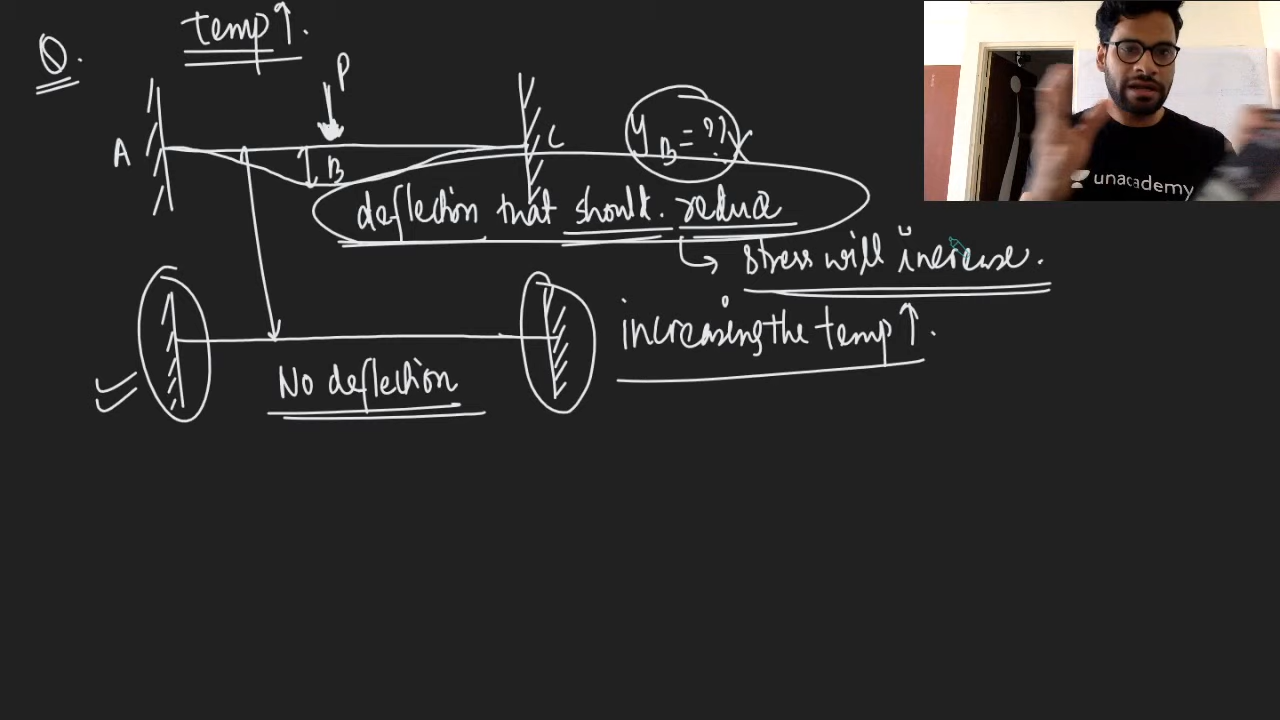 Q.
temp↑.
P
A
B
C
y_B = ??
unacademy
deflection that should. reduce
↳ stress will increase.
increasing the temp↑.
No deflection